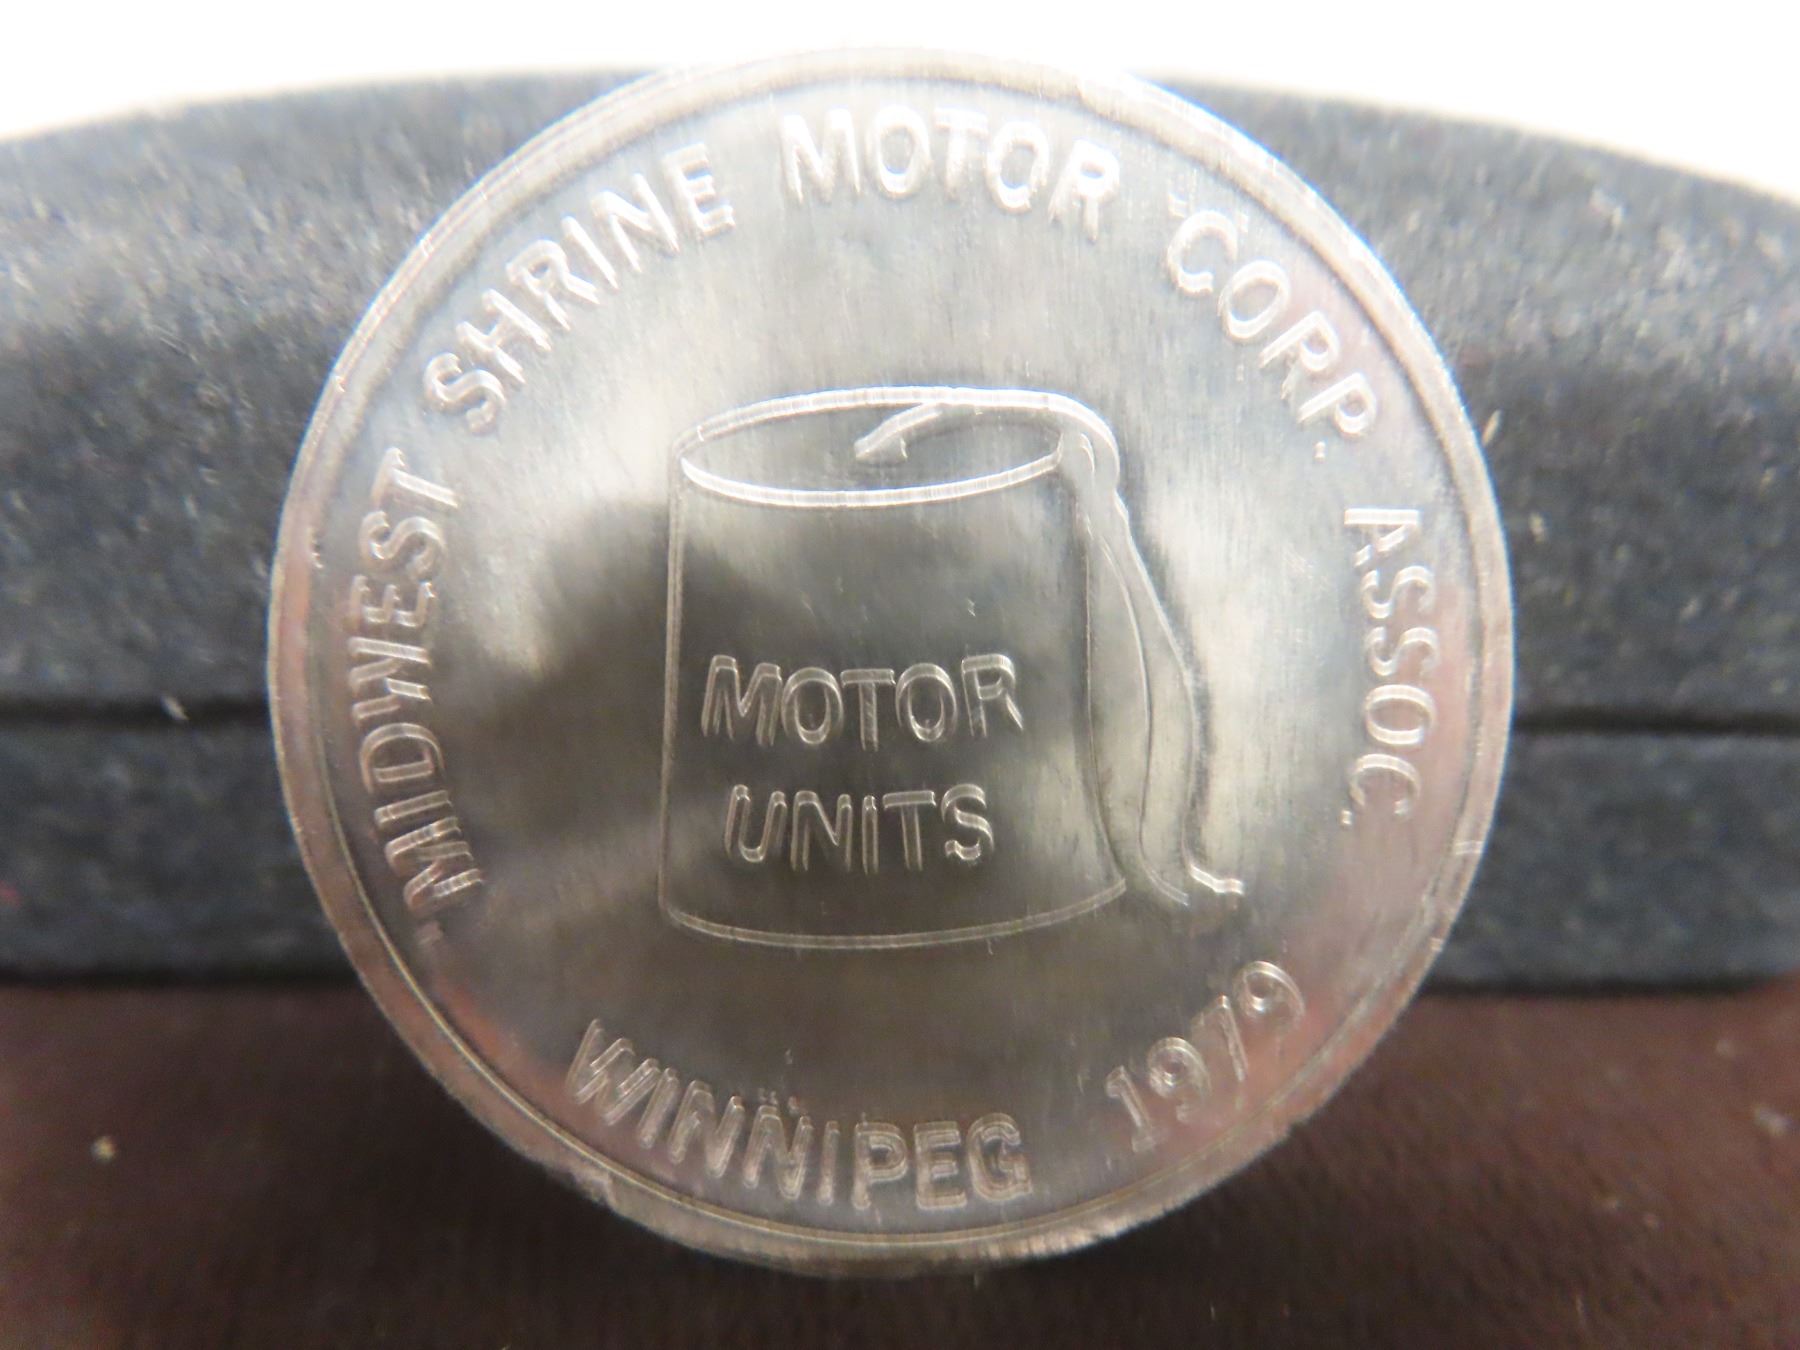 MIDWEST SHRINE MOTOR CORP. ASSOC.
MOTOR
UNITS
WINNIPEG 1979